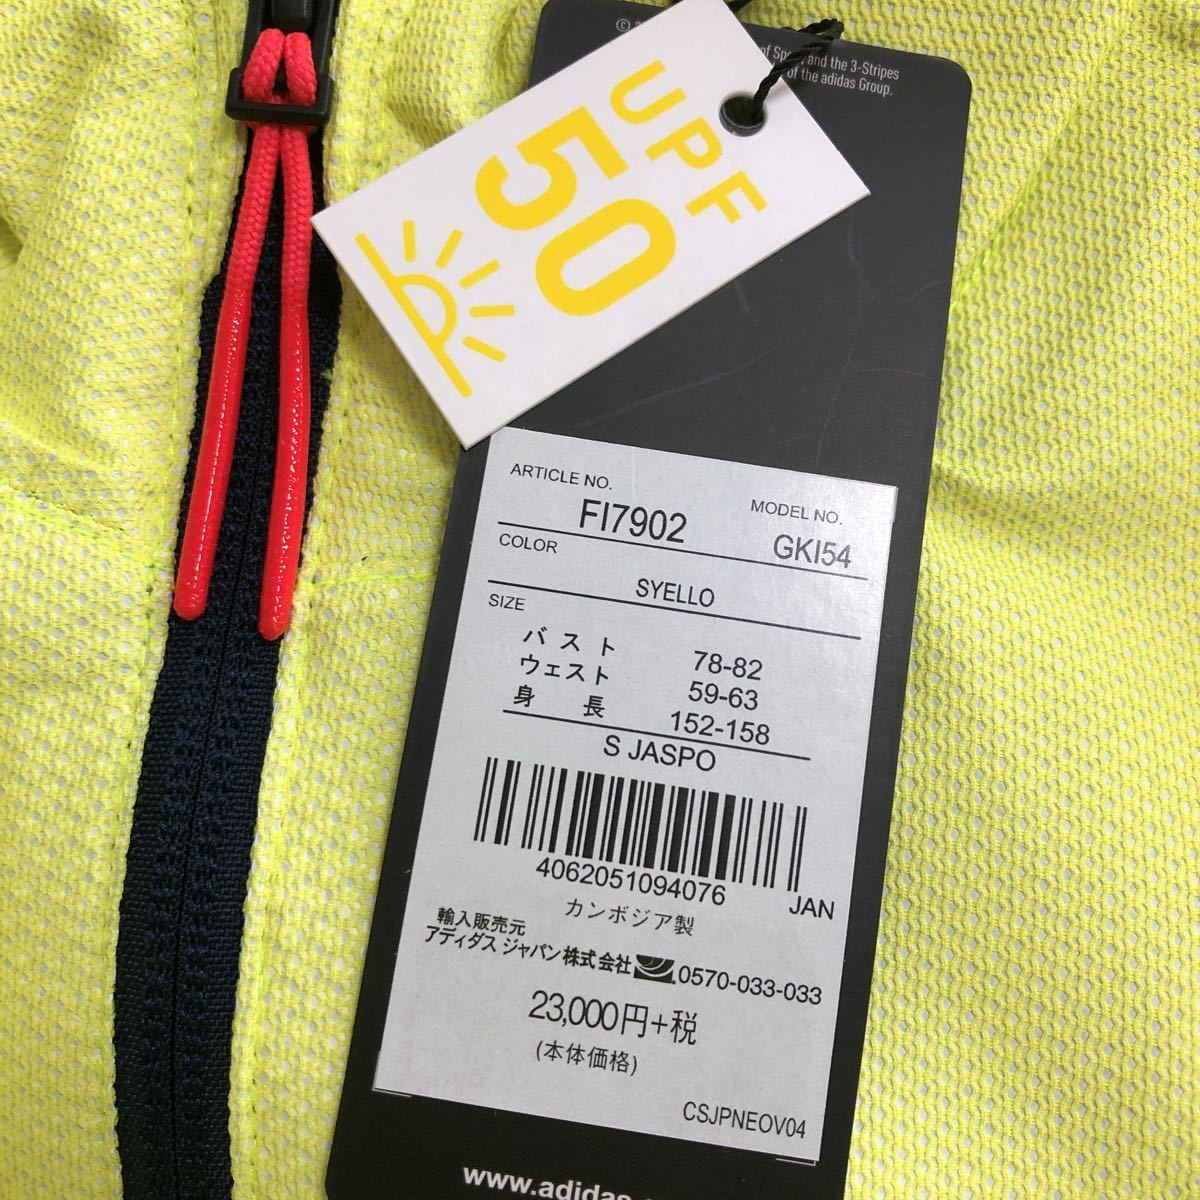 ©
of Sp and the 3-Stripes
of the adidas Group.
UPF
50
ARTICLE NO.
MODEL NO.
FI7902
GKI54
COLOR
SYELLO
SIZE
バスト 78-82
ウェスト 59-63
身長 152-158
S JASPO
4062051094076
JAN
カンボジア製
輸入販売元
アディダス ジャパン株式会社 0570-033-033
23,000円+税
(本体価格)
CSJPNEOV04
www.adidas.